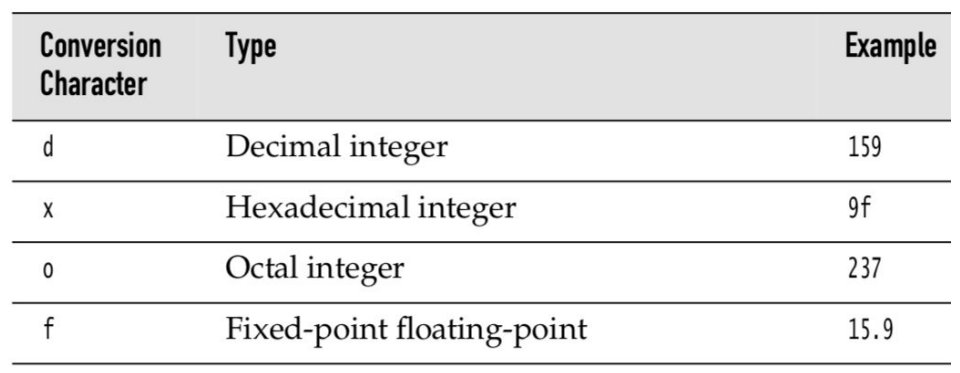 Conversion Type Example
Character
d Decimal integer 159
x Hexadecimal integer 9f
o Octal integer 237
f Fixed-point floating-point 15.9